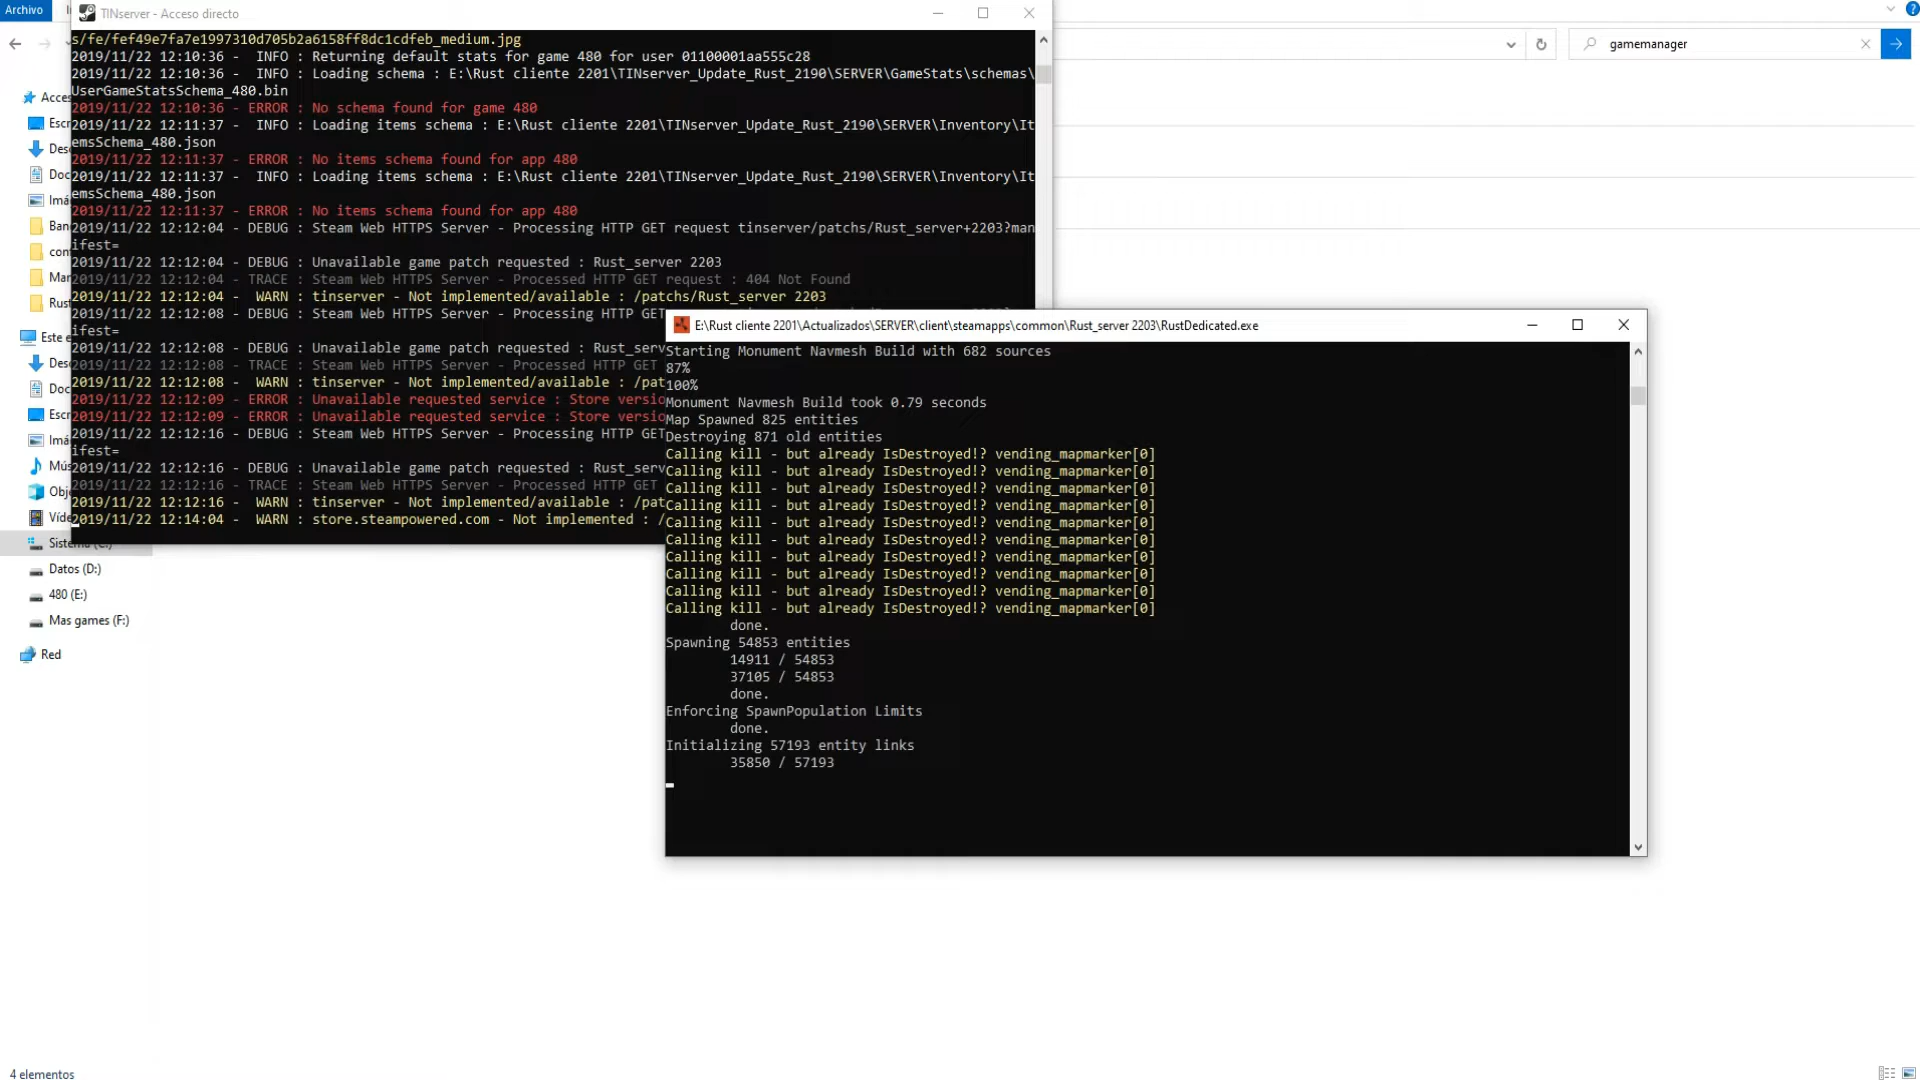 Archivo
TINserver - Acceso directo
s/fe/fef49e7fa7e1997310d705b2a6158ff8dc1cdfeb_medium.jpg
2019/11/22 12:10:36 -  INFO : Returning default stats for game 480 for user 01100001aa555c28
2019/11/22 12:10:36 -  INFO : Loading schema : E:\Rust cliente 2201\TINserver_Update_Rust_2190\SERVER\GameStats\schemas\
UserGameStatsSchema_480.bin
2019/11/22 12:10:36 - ERROR : No schema found for game 480
2019/11/22 12:11:37 -  INFO : Loading items schema : E:\Rust cliente 2201\TINserver_Update_Rust_2190\SERVER\Inventory\It
emsSchema_480.json
2019/11/22 12:11:37 - ERROR : No items schema found for app 480
2019/11/22 12:11:37 -  INFO : Loading items schema : E:\Rust cliente 2201\TINserver_Update_Rust_2190\SERVER\Inventory\It
emsSchema_480.json
2019/11/22 12:11:37 - ERROR : No items schema found for app 480
2019/11/22 12:12:04 - DEBUG : Steam Web HTTPS Server - Processing HTTP GET request tinserver/patchs/Rust_server+2203?man
ifest=
2019/11/22 12:12:04 - DEBUG : Unavailable game patch requested : Rust_server 2203
2019/11/22 12:12:04 - TRACE : Steam Web HTTPS Server - Processed HTTP GET request : 404 Not Found
2019/11/22 12:12:04 -  WARN : tinserver - Not implemented/available : /patchs/Rust_server 2203
2019/11/22 12:12:08 - DEBUG : Steam Web HTTPS Server - Processing HTTP GET
ifest=
2019/11/22 12:12:08 - DEBUG : Unavailable game patch requested : Rust_serv
2019/11/22 12:12:08 - TRACE : Steam Web HTTPS Server - Processed HTTP GET
2019/11/22 12:12:08 -  WARN : tinserver - Not implemented/available : /pat
2019/11/22 12:12:09 - ERROR : Unavailable requested service : Store versio
2019/11/22 12:12:09 - ERROR : Unavailable requested service : Store versio
2019/11/22 12:12:16 - DEBUG : Steam Web HTTPS Server - Processing HTTP GET
ifest=
2019/11/22 12:12:16 - DEBUG : Unavailable game patch requested : Rust_serv
2019/11/22 12:12:16 - TRACE : Steam Web HTTPS Server - Processed HTTP GET
2019/11/22 12:12:16 -  WARN : tinserver - Not implemented/available : /pat
2019/11/22 12:14:04 -  WARN : store.steampowered.com - Not implemented : /
gamemanager
Acce
Escr
Des
Doc
Imá
Ban
con
Mar
Rust
Este e
Des
Doc
Escr
Imá
Mús
Obj
Víde
Sistema (C:)
Datos (D:)
480 (E:)
Mas games (F:)
Red
E:\Rust cliente 2201\Actualizados\SERVER\client\steamapps\common\Rust_server 2203\RustDedicated.exe
Starting Monument Navmesh Build with 682 sources
87%
100%
Monument Navmesh Build took 0.79 seconds
Map Spawned 825 entities
Destroying 871 old entities
Calling kill - but already IsDestroyed!? vending_mapmarker[0]
Calling kill - but already IsDestroyed!? vending_mapmarker[0]
Calling kill - but already IsDestroyed!? vending_mapmarker[0]
Calling kill - but already IsDestroyed!? vending_mapmarker[0]
Calling kill - but already IsDestroyed!? vending_mapmarker[0]
Calling kill - but already IsDestroyed!? vending_mapmarker[0]
Calling kill - but already IsDestroyed!? vending_mapmarker[0]
Calling kill - but already IsDestroyed!? vending_mapmarker[0]
Calling kill - but already IsDestroyed!? vending_mapmarker[0]
Calling kill - but already IsDestroyed!? vending_mapmarker[0]
done.
Spawning 54853 entities
14911 / 54853
37105 / 54853
done.
Enforcing SpawnPopulation Limits
done.
Initializing 57193 entity links
35850 / 57193
4 elementos